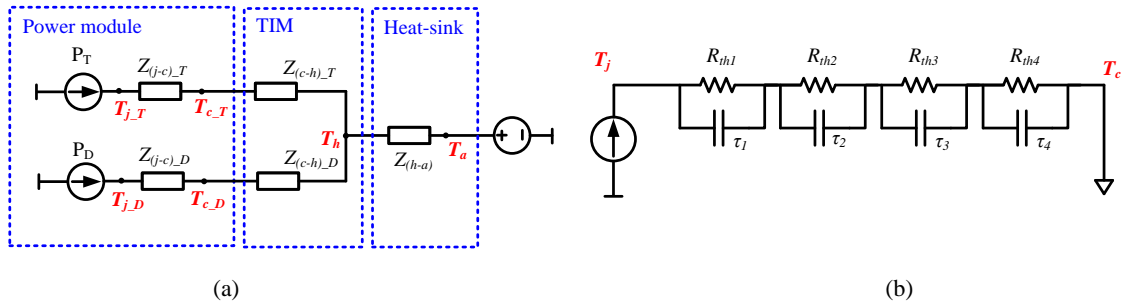 Power module
TIM
Heat-sink
P_T
Z_(j-c)_T
Z_(c-h)_T
T_j_T
T_c_T
T_h
T_a
Z_(h-a)
P_D
Z_(j-c)_D
Z_(c-h)_D
T_j_D
T_c_D
(a)
T_j
R_th1
R_th2
R_th3
R_th4
T_c
τ_1
τ_2
τ_3
τ_4
(b)